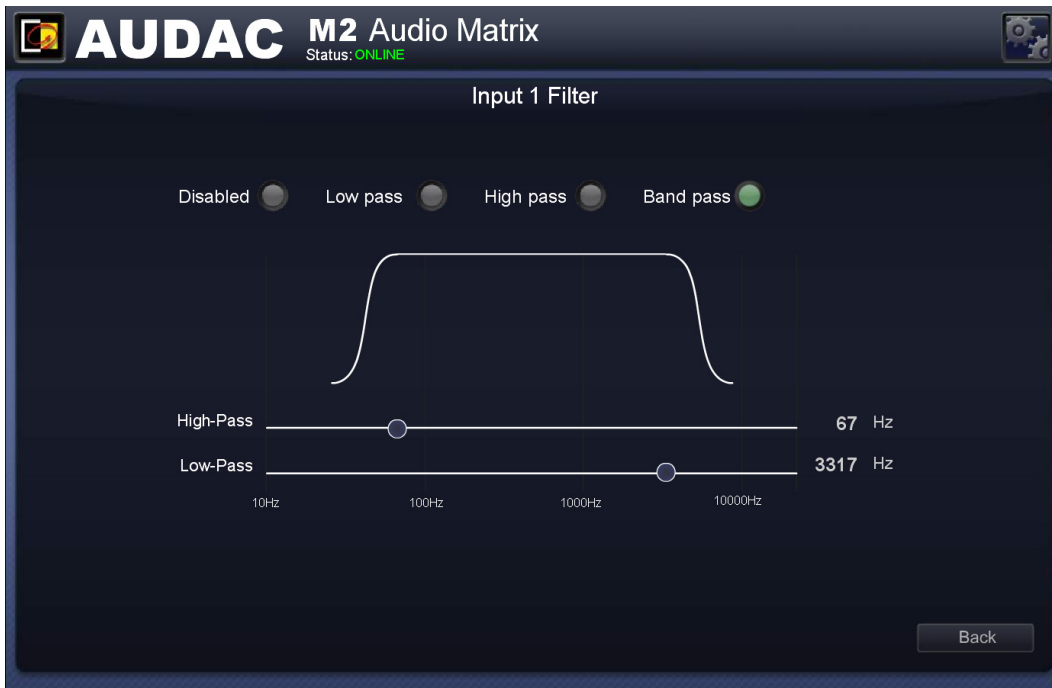 AUDAC M2 Audio Matrix
Status: ONLINE
Input 1 Filter
Disabled Low pass High pass Band pass
High-Pass 67 Hz
Low-Pass 3317 Hz
10Hz 100Hz 1000Hz 10000Hz
Back